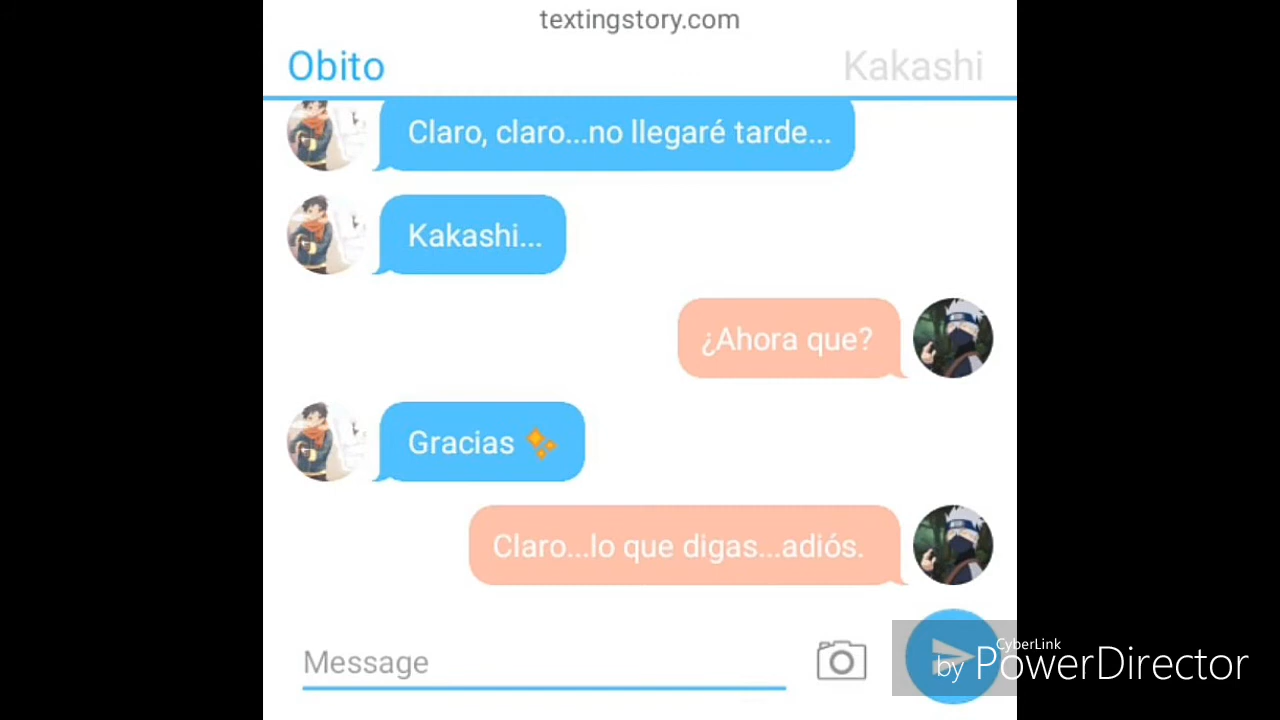 textingstory.com
Obito
Kakashi
Claro, claro...no llegaré tarde...
Kakashi...
¿Ahora que?
Gracias ✨
Claro...lo que digas...adiós.
Message
CyberLink
by PowerDirector